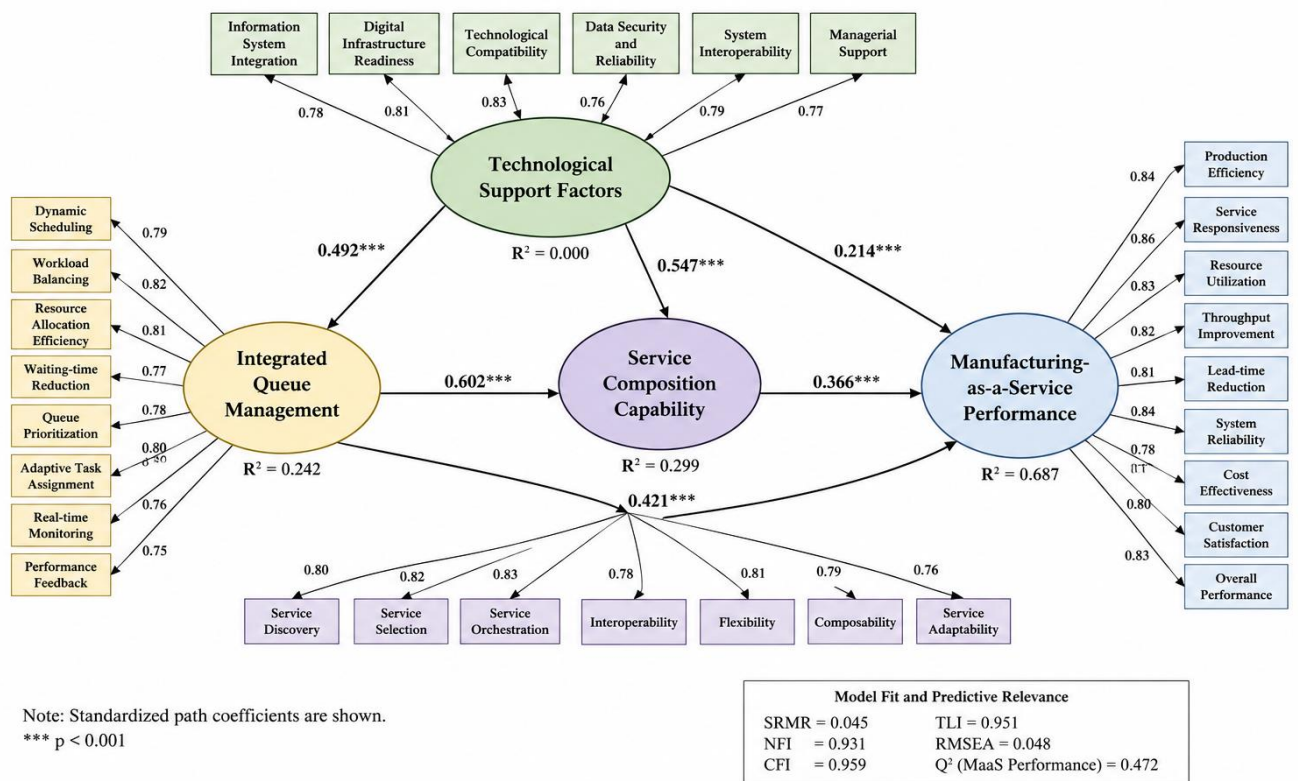 Information
System
Integration
Digital
Infrastructure
Readiness
Technological
Compatibility
Data Security
and
Reliability
System
Interoperability
Managerial
Support
0.78
0.81
0.83
0.76
0.79
0.77
Technological
Support Factors
R² = 0.000
0.492***
0.547***
0.214***
Dynamic
Scheduling
Workload
Balancing
Resource
Allocation
Efficiency
Waiting-time
Reduction
Queue
Prioritization
Adaptive Task
Assignment
Real-time
Monitoring
Performance
Feedback
0.79
0.82
0.81
0.77
0.78
0.80
0.76
0.75
Integrated
Queue
Management
R² = 0.242
0.602***
Service
Composition
Capability
R² = 0.299
0.366***
Manufacturing-
as-a-Service
Performance
R² = 0.687
0.84
0.86
0.83
0.82
0.81
0.84
0.78
0.80
0.83
Production
Efficiency
Service
Responsiveness
Resource
Utilization
Throughput
Improvement
Lead-time
Reduction
System
Reliability
Cost
Effectiveness
Customer
Satisfaction
Overall
Performance
0.421***
0.80
0.82
0.83
0.78
0.81
0.79
0.76
Service
Discovery
Service
Selection
Service
Orchestration
Interoperability
Flexibility
Composability
Service
Adaptability
Note: Standardized path coefficients are shown.
*** p < 0.001
Model Fit and Predictive Relevance
SRMR = 0.045 TLI = 0.951
NFI = 0.931 RMSEA = 0.048
CFI = 0.959 Q² (MaaS Performance) = 0.472